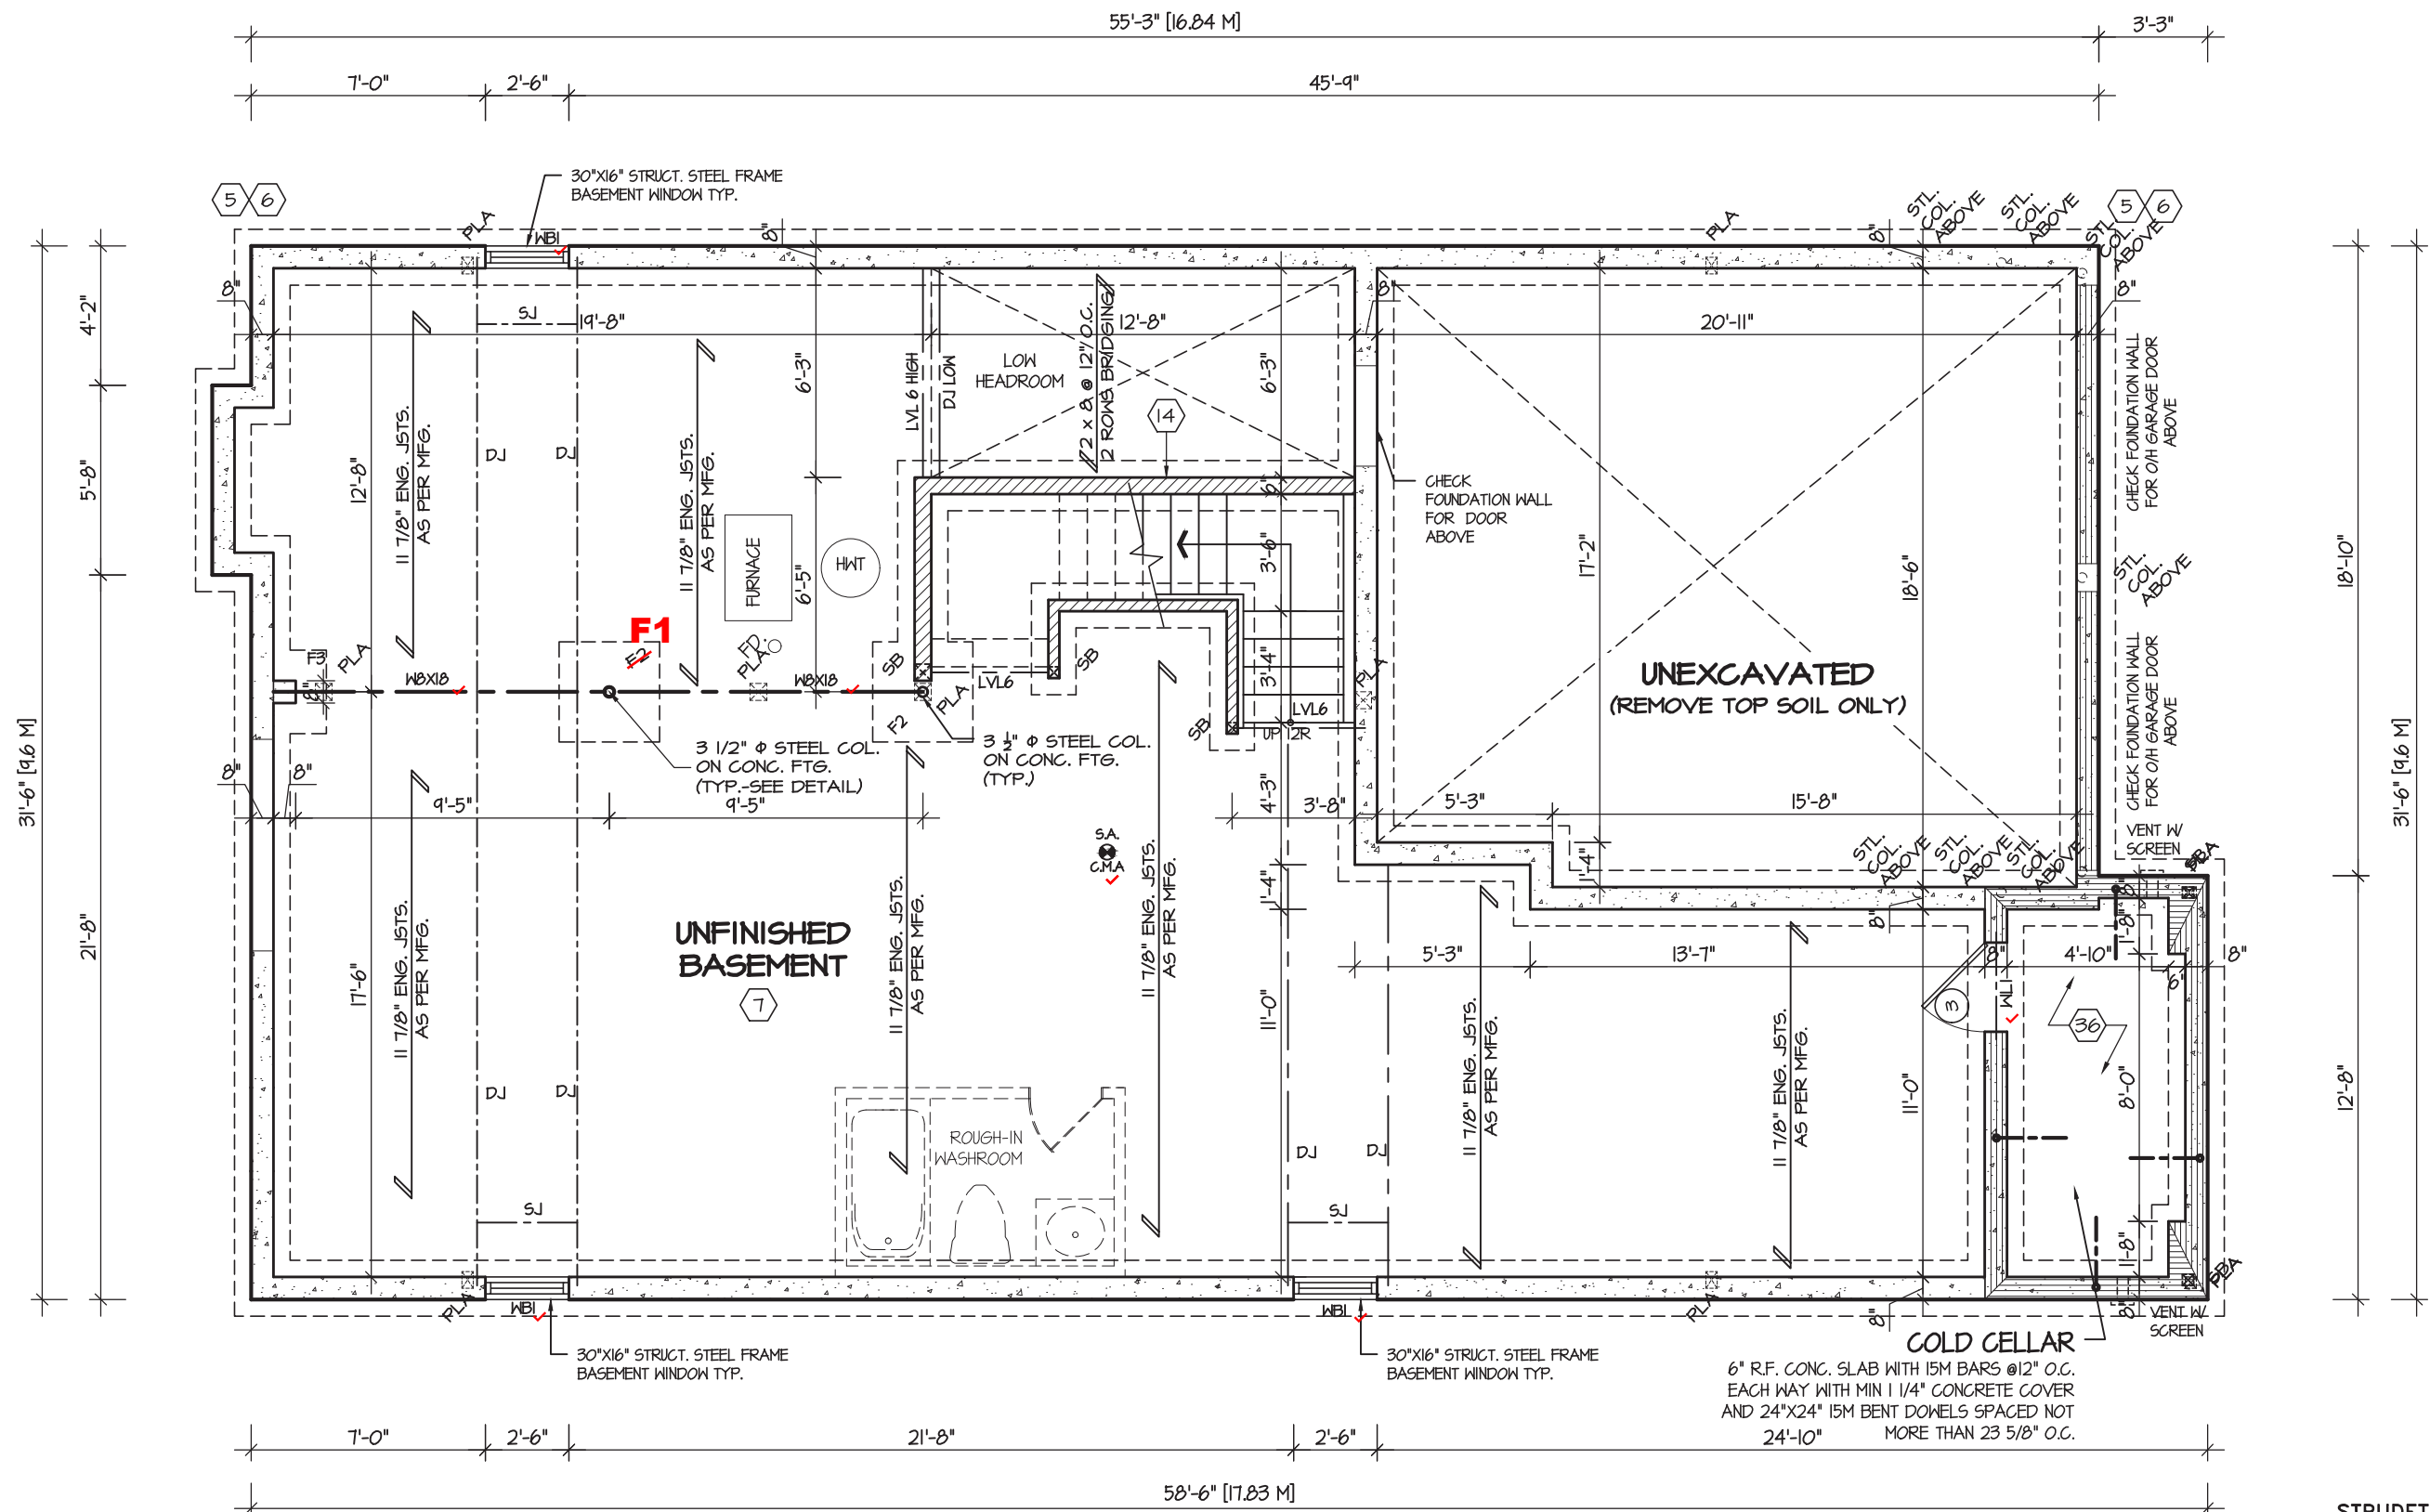 55'-3" [16.84 M]
3'-3"
7'-0"
2'-6"
45'-9"
30"X16" STRUCT. STEEL FRAME
BASEMENT WINDOW TYP.
5
6
PLA
WB1
8"
PLA
8"
STL.
COL.
ABOVE
STL.
COL.
ABOVE
STL.
COL.
ABOVE
5
6
4'-2"
8"
SJ
19'-8"
12'-8"
8"
20'-11"
8"
5'-8"
12'-8"
11 7/8" ENG. JSTS.
AS PER MFG.
DJ
DJ
11 7/8" ENG. JSTS.
AS PER MFG.
6'-3"
LVL 6 HIGH
DJ LOW
LOW
HEADROOM
2 x 8 @ 12" O.C.
2 ROWS BRIDGING
14
6'-3"
6"
CHECK
FOUNDATION WALL
FOR DOOR
ABOVE
CHECK FOUNDATION WALL
FOR O/H GARAGE DOOR
ABOVE
FURNACE
HWT
6'-5"
3'-6"
17'-2"
18'-6"
STL.
COL.
ABOVE
18'-10"
F1
F2
F.D.
PLA
F3
PLA
8"
W8X18
W8X18
SB
PLA
F2
LVL6
SB
3'-4"
SB
LVL6
UP 12R
PLA
UNEXCAVATED
(REMOVE TOP SOIL ONLY)
CHECK FOUNDATION WALL
FOR O/H GARAGE DOOR
ABOVE
31'-6" [9.6 M]
31'-6" [9.6 M]
3 1/2" Φ STEEL COL.
ON CONC. FTG.
(TYP.-SEE DETAIL)
3 ½" Φ STEEL COL.
ON CONC. FTG.
(TYP.)
8"
8"
9'-5"
9'-5"
4'-3"
3'-8"
5'-3"
15'-8"
S.A.
C.M.A
1'-4"
1'-4"
STL.
COL.
ABOVE
STL.
COL.
ABOVE
STL.
COL.
ABOVE
VENT W/
SCREEN
8"
21'-8"
17'-6"
11 7/8" ENG. JSTS.
AS PER MFG.
UNFINISHED
BASEMENT
7
11 7/8" ENG. JSTS.
AS PER MFG.
11 7/8" ENG. JSTS.
AS PER MFG.
11'-0"
8"
5'-3"
13'-7"
8"
4'-10"
1'-8"
6"
8"
3
WL1
36
11 7/8" ENG. JSTS.
AS PER MFG.
11 7/8" ENG. JSTS.
AS PER MFG.
11'-0"
8'-0"
12'-8"
DJ
DJ
ROUGH-IN
WASHROOM
DJ
DJ
SJ
SJ
1'-8"
PLA
WB1
WB1
PLA
8"
8"
VENT W/
SCREEN
30"X16" STRUCT. STEEL FRAME
BASEMENT WINDOW TYP.
30"X16" STRUCT. STEEL FRAME
BASEMENT WINDOW TYP.
COLD CELLAR
6" R.F. CONC. SLAB WITH 15M BARS @12" O.C.
EACH WAY WITH MIN 1 1/4" CONCRETE COVER
AND 24"X24" 15M BENT DOWELS SPACED NOT
MORE THAN 23 5/8" O.C.
7'-0"
2'-6"
21'-8"
2'-6"
24'-10"
58'-6" [17.83 M]